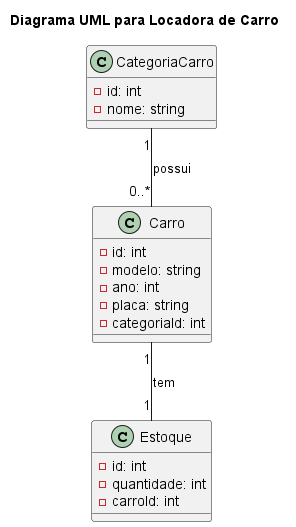 Diagrama UML para Locadora de Carro
C CategoriaCarro
id: int
nome: string
1
possui
0..*
C Carro
id: int
modelo: string
ano: int
placa: string
categoriaId: int
1
tem
1
C Estoque
id: int
quantidade: int
carroId: int